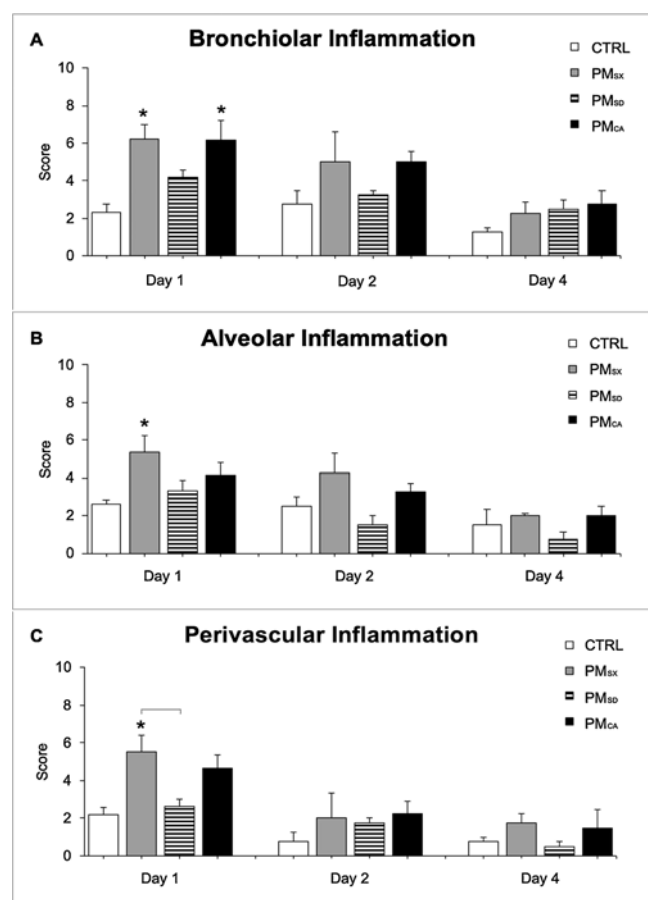 A
Bronchiolar Inflammation
CTRL
PMSX
PMSD
PMCA
10
8
6
4
2
0
Score
* *
Day 1 Day 2 Day 4
B
Alveolar Inflammation
CTRL
PMSX
PMSD
PMCA
10
8
6
4
2
0
Score
*
Day 1 Day 2 Day 4
C
Perivascular Inflammation
CTRL
PMSX
PMSD
PMCA
10
8
6
4
2
0
Score
*
Day 1 Day 2 Day 4